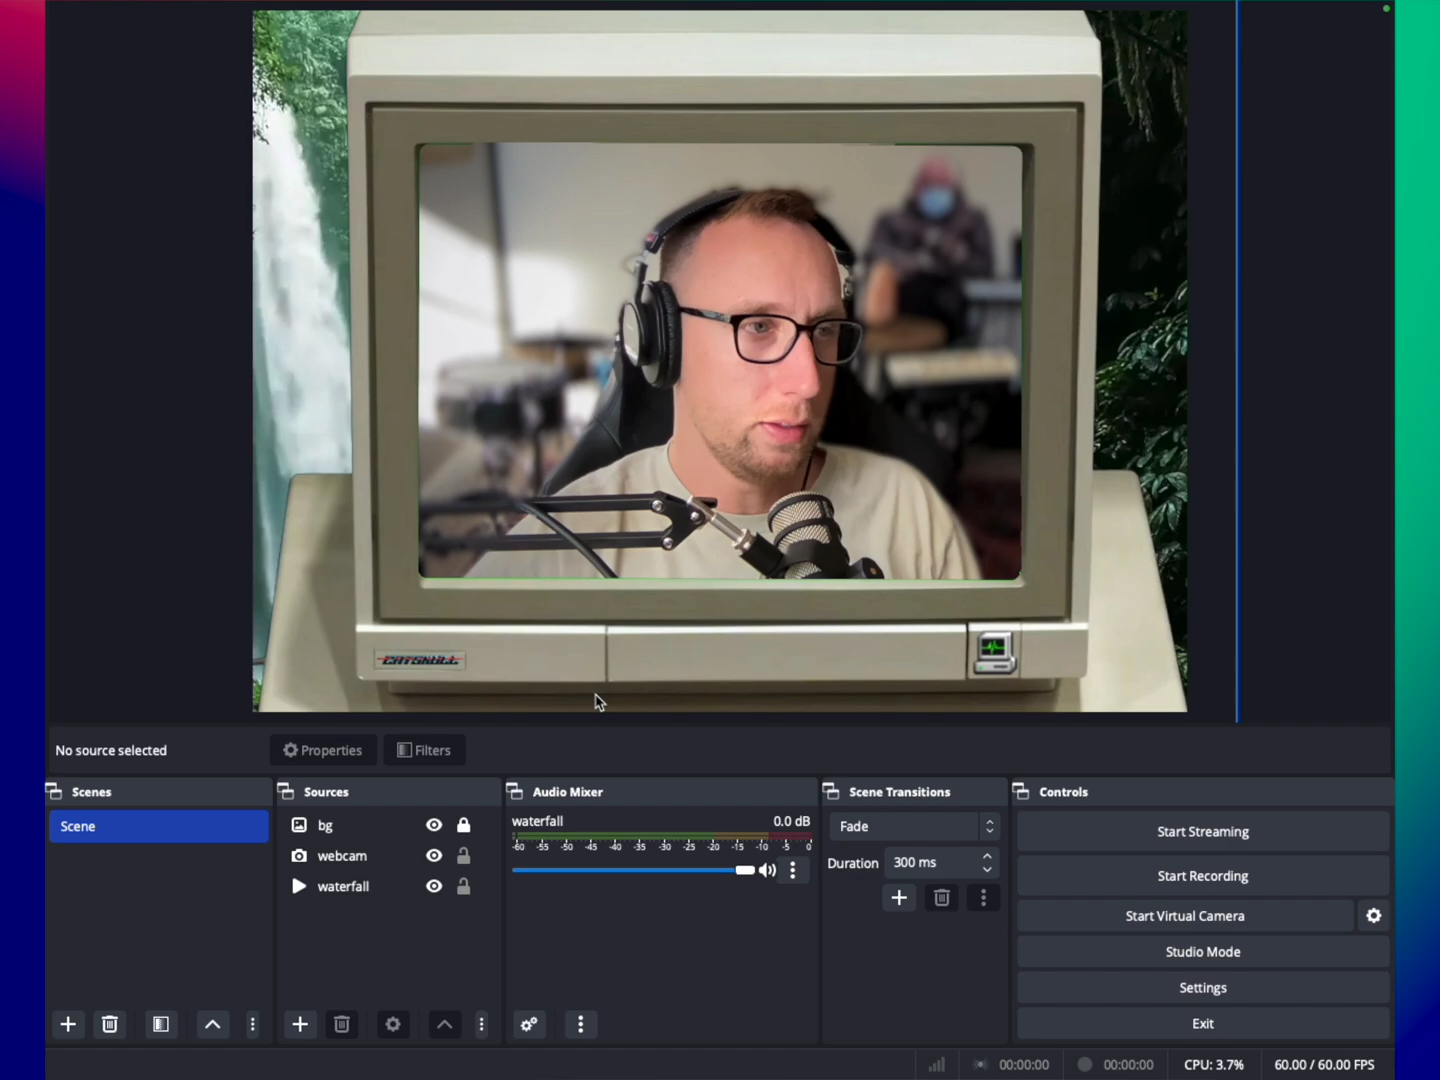 CATSKULL
No source selected
Properties
Filters
Scenes
Scene
Sources
bg
webcam
waterfall
Audio Mixer
waterfall
0.0 dB
-60 -55 -50 -45 -40 -35 -30 -25 -20 -15 -10 -5 0
Scene Transitions
Fade
Duration
300 ms
Controls
Start Streaming
Start Recording
Start Virtual Camera
Studio Mode
Settings
Exit
00:00:00
00:00:00
CPU: 3.7%
60.00 / 60.00 FPS